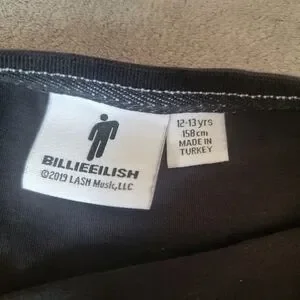 BILLIEEILISH
©2019 LASH Music,LLC
12-13 yrs
158 cm
MADE IN
TURKEY